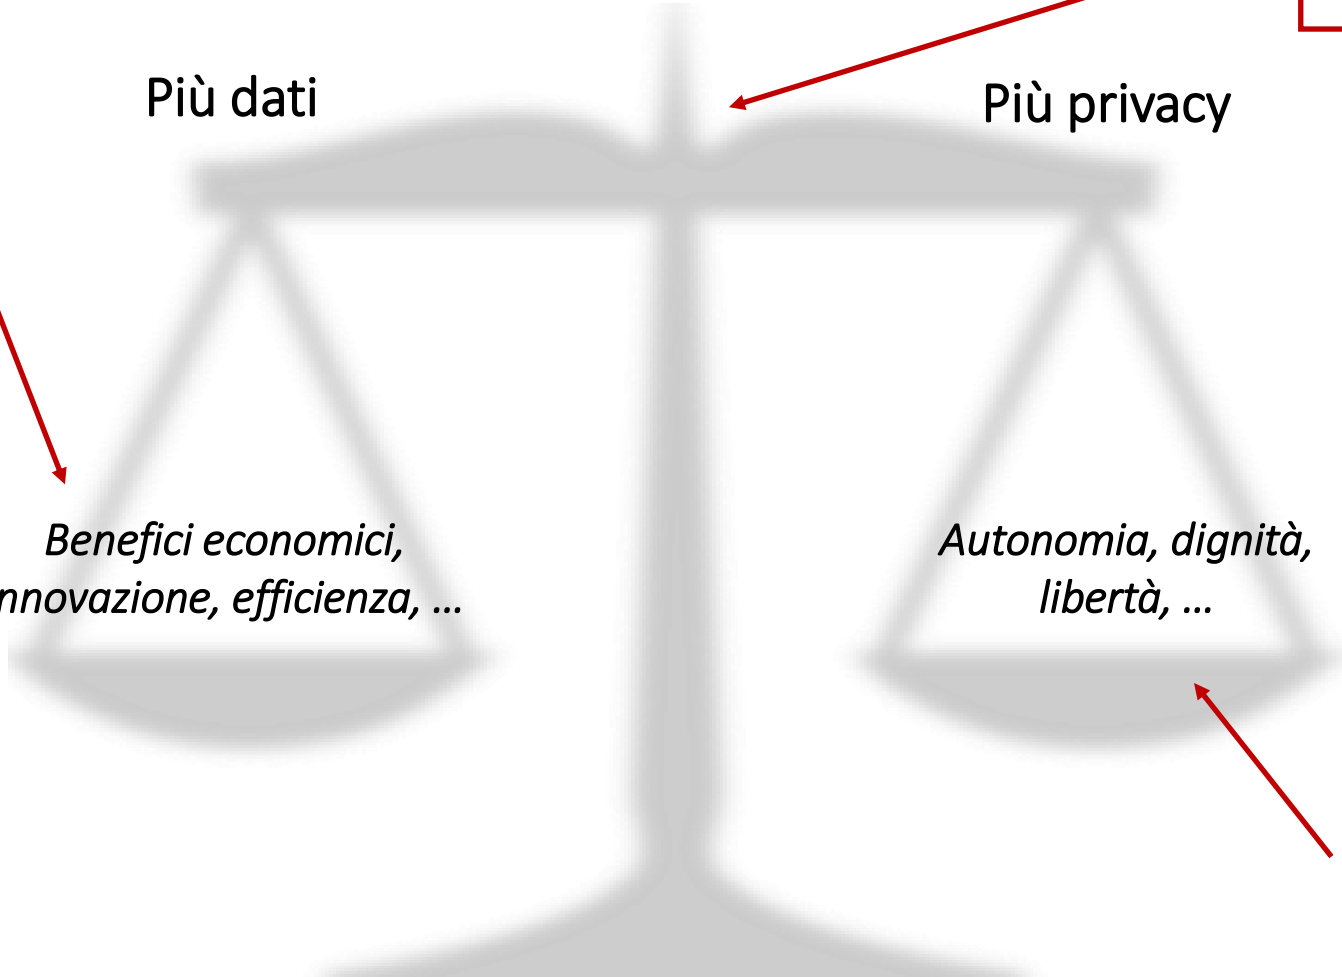 Più dati
Più privacy
Benefici economici,
nnovazione, efficienza, ...
Autonomia, dignità,
libertà, ...